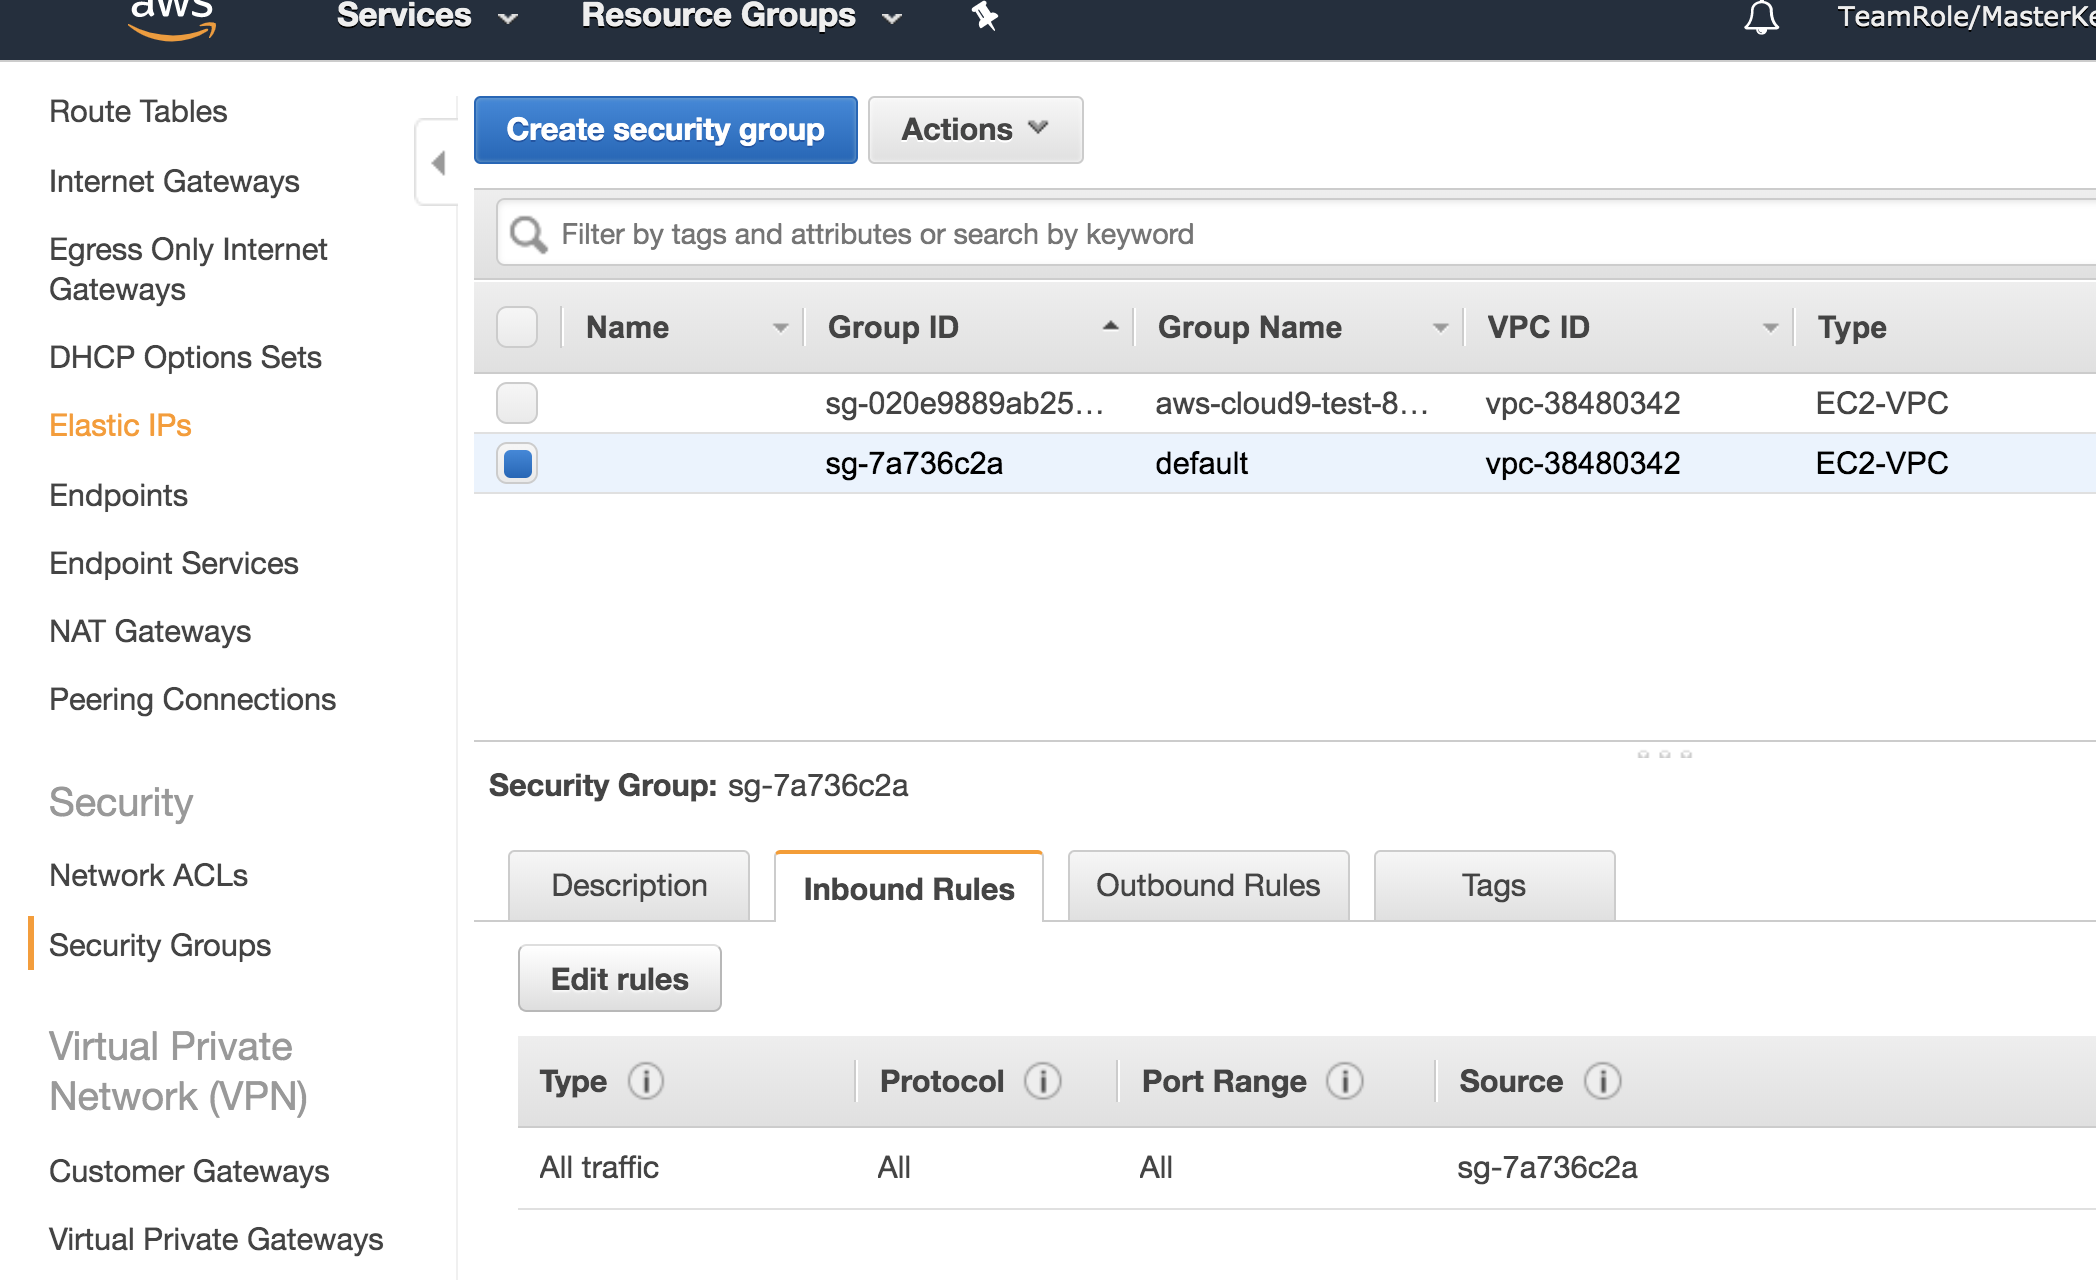 aws Services Resource Groups TeamRole/MasterKe
Route Tables
Internet Gateways
Egress Only Internet
Gateways
DHCP Options Sets
Elastic IPs
Endpoints
Endpoint Services
NAT Gateways
Peering Connections
Security
Network ACLs
Security Groups
Virtual Private
Network (VPN)
Customer Gateways
Virtual Private Gateways
Create security group Actions
Filter by tags and attributes or search by keyword
Name Group ID Group Name VPC ID Type
sg-020e9889ab25... aws-cloud9-test-8... vpc-38480342 EC2-VPC
sg-7a736c2a default vpc-38480342 EC2-VPC
Security Group: sg-7a736c2a
Description Inbound Rules Outbound Rules Tags
Edit rules
Type i Protocol i Port Range i Source i
All traffic All All sg-7a736c2a